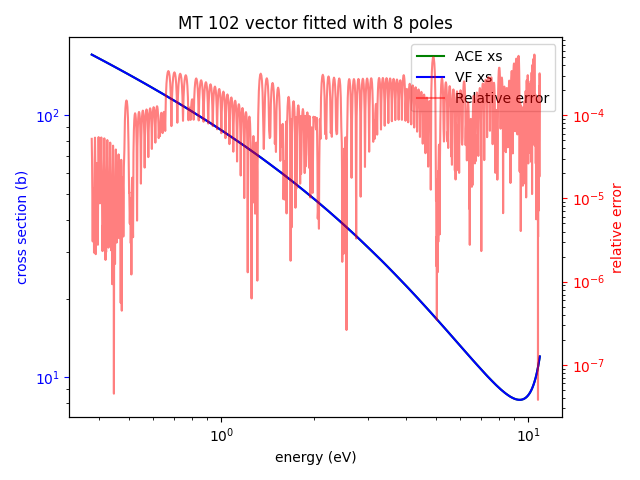 MT 102 vector fitted with 8 poles
ACE xs
VF xs
Relative error
cross section (b)
10²
10¹
10⁻⁴
10⁻⁵
10⁻⁶
10⁻⁷
relative error
10⁰
10¹
energy (eV)